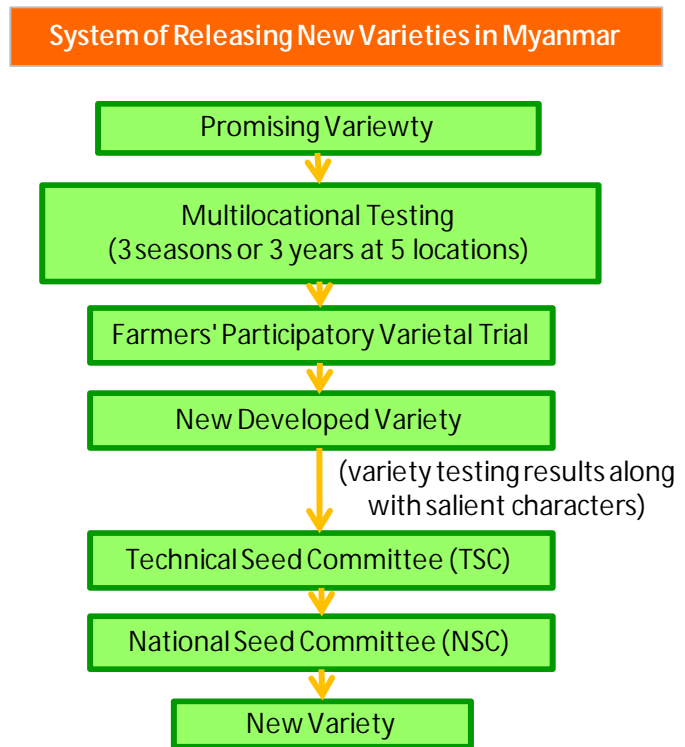 System of Releasing New Varieties in Myanmar
Promising Variewty
Multilocational Testing
(3 seasons or 3 years at 5 locations)
Farmers' Participatory Varietal Trial
New Developed Variety
(variety testing results along
with salient characters)
Technical Seed Committee (TSC)
National Seed Committee (NSC)
New Variety